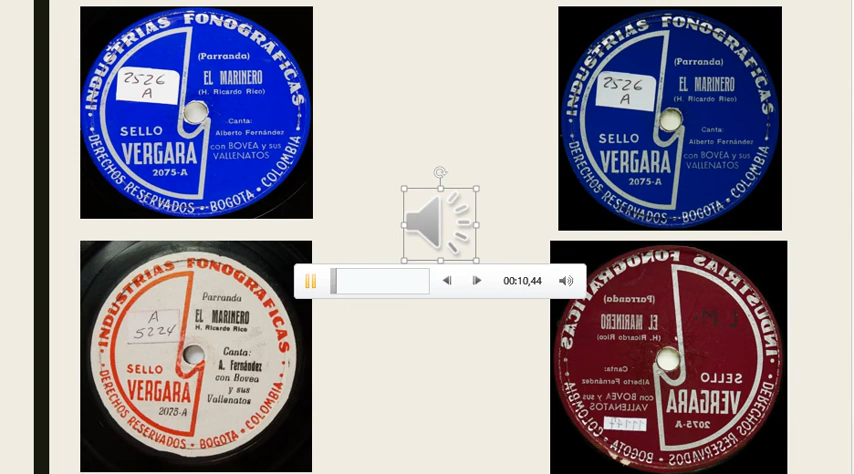 INDUSTRIAS FONOGRAFICAS
(Parranda)
EL MARINERO
(H. Ricardo Rico)
2526
A
Canta:
Alberto Fernández
con BOVEA y sus
VALLENATOS
SELLO
VERGARA
2075-A
DERECHOS RESERVADOS - BOGOTA • COLOMBIA
INDUSTRIAS FONOGRAFICAS
(Parranda)
EL MARINERO
(H. Ricardo Rico)
2526
A
Canta:
Alberto Fernández
con BOVEA y sus
VALLENATOS
SELLO
VERGARA
2075-A
DERECHOS RESERVADOS - BOGOTA • COLOMBIA
00:10,44
INDUSTRIAS FONOGRAFICAS
Parranda
EL MARINERO
H. Ricardo Rico
A
5224
Canta:
A. Fernández
con Bovea
y sus
Vallenatos
SELLO
VERGARA
2075-A
DERECHOS RESERVADOS • BOGOTA • COLOMBIA
INDUSTRIAS FONOGRAFICAS
(Parranda)
EL MARINERO
(H. Ricardo Rico)
Canta:
Alberto Fernández
con BOVEA y sus
VALLENATOS
SELLO
VERGARA
2075-A
DERECHOS RESERVADOS • BOGOTA • COLOMBIA